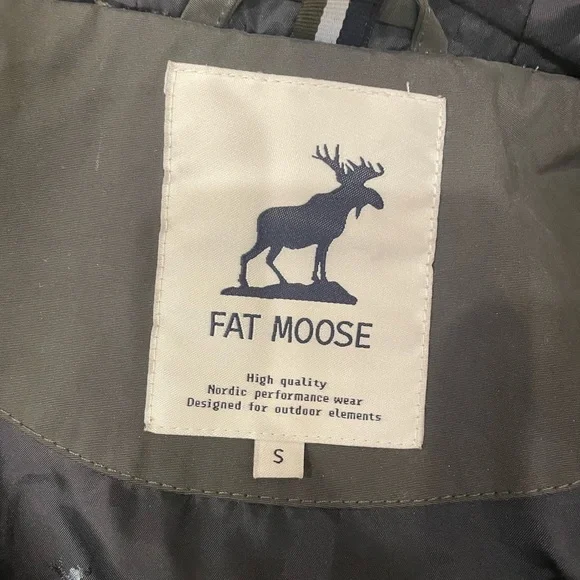 FAT MOOSE
High quality
Nordic performance wear
Designed for outdoor elements
S